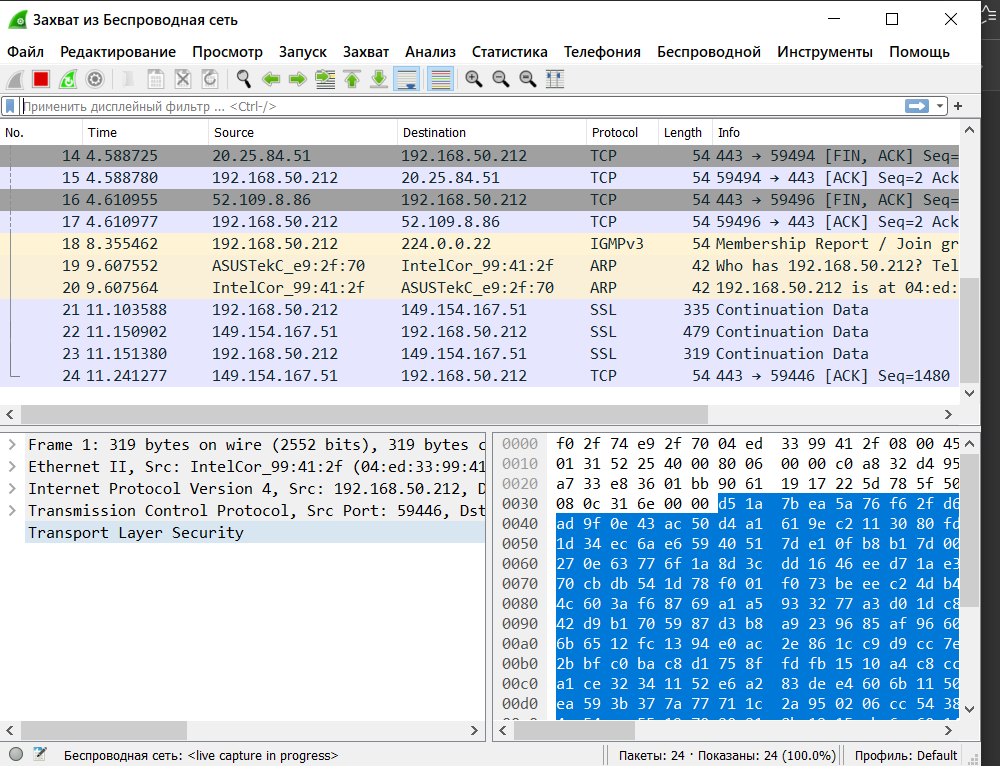 Захват из Беспроводная сеть
Файл Редактирование Просмотр Запуск Захват Анализ Статистика Телефония Беспроводной Инструменты Помощь
Применить дисплейный фильтр ... <Ctrl-/>
No. Time Source Destination Protocol Length Info
14 4.588725 20.25.84.51 192.168.50.212 TCP 54 443 → 59494 [FIN, ACK] Seq=
15 4.588780 192.168.50.212 20.25.84.51 TCP 54 59494 → 443 [ACK] Seq=2 Ack
16 4.610955 52.109.8.86 192.168.50.212 TCP 54 443 → 59496 [FIN, ACK] Seq=
17 4.610977 192.168.50.212 52.109.8.86 TCP 54 59496 → 443 [ACK] Seq=2 Ack
18 8.355462 192.168.50.212 224.0.0.22 IGMPv3 54 Membership Report / Join gr
19 9.607552 ASUSTekC_e9:2f:70 IntelCor_99:41:2f ARP 42 Who has 192.168.50.212? Tel
20 9.607564 IntelCor_99:41:2f ASUSTekC_e9:2f:70 ARP 42 192.168.50.212 is at 04:ed:
21 11.103588 192.168.50.212 149.154.167.51 SSL 335 Continuation Data
22 11.150902 149.154.167.51 192.168.50.212 SSL 479 Continuation Data
23 11.151380 192.168.50.212 149.154.167.51 SSL 319 Continuation Data
24 11.241277 149.154.167.51 192.168.50.212 TCP 54 443 → 59446 [ACK] Seq=1480
Frame 1: 319 bytes on wire (2552 bits), 319 bytes c
Ethernet II, Src: IntelCor_99:41:2f (04:ed:33:99:41
Internet Protocol Version 4, Src: 192.168.50.212, D
Transmission Control Protocol, Src Port: 59446, Dst
Transport Layer Security
0000 f0 2f 74 e9 2f 70 04 ed 33 99 41 2f 08 00 45
0010 01 31 52 25 40 00 80 06 00 00 c0 a8 32 d4 95
0020 a7 33 e8 36 01 bb 90 61 19 17 22 5d 78 5f 50
0030 08 0c 31 6e 00 00 d5 1a 7b ea 5a 76 f6 2f d6
0040 ad 9f 0e 43 ac 50 d4 a1 61 9e c2 11 30 80 fd
0050 1d 34 ec 6a e6 59 40 51 7d e1 0f b8 b1 7d 00
0060 27 0e 63 77 6f 1a 8d 3c dd 16 46 ee d7 1a e3
0070 70 cb db 54 1d 78 f0 01 f0 73 be ee c2 4d b4
0080 4c 60 3a f6 87 69 a1 a5 93 32 77 a3 d0 1d c8
0090 42 d9 b1 70 59 87 d3 b8 a9 23 96 85 af 96 60
00a0 6b 65 12 fc 13 94 e0 ac 2e 86 1c c9 d9 cc 7e
00b0 2b bf c0 ba c8 d1 75 8f fd fb 15 10 a4 c8 cc
00c0 a1 ce 32 34 11 52 e6 a2 83 de e4 60 6b 11 50
00d0 ea 59 3b 37 7a 77 71 1c 2a 95 02 06 cc 54 38
Беспроводная сеть: <live capture in progress>
Пакеты: 24 · Показаны: 24 (100.0%)
Профиль: Default